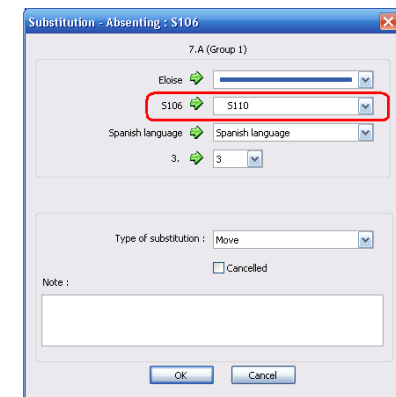 Substitution - Absenting : S106
7.A (Group 1)
Eloise
S106 S110
Spanish language Spanish language
3. 3
Type of substitution : Move
Cancelled
Note :
OK Cancel